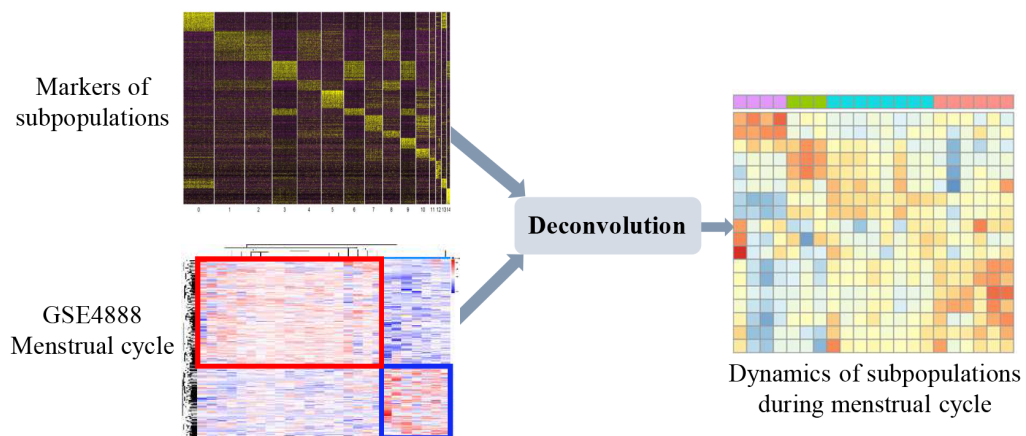 Markers of
subpopulations
0 1 2 3 4 5 6 7 8 9 10 11 12 13 14
GSE4888
Menstrual cycle
Deconvolution
Dynamics of subpopulations
during menstrual cycle